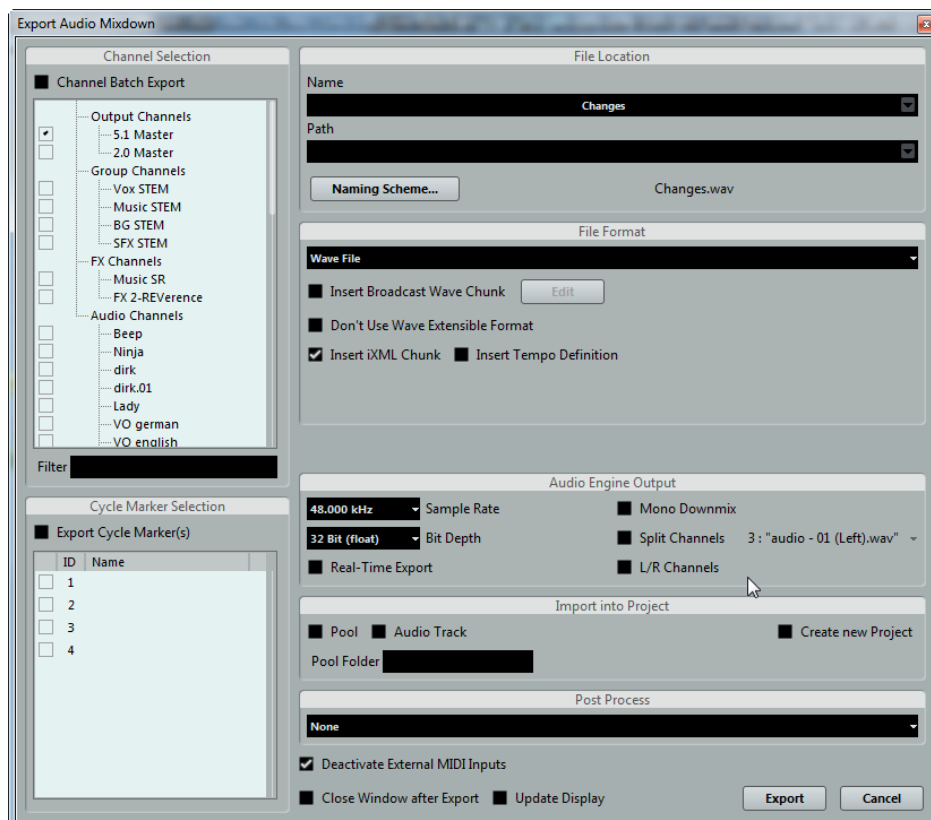 Export Audio Mixdown
Channel Selection
Channel Batch Export
Output Channels
5.1 Master
2.0 Master
Group Channels
Vox STEM
Music STEM
BG STEM
SFX STEM
FX Channels
Music SR
FX 2-REVerence
Audio Channels
Beep
Ninja
dirk
dirk.01
Lady
VO german
VO english
Filter
Cycle Marker Selection
Export Cycle Marker(s)
ID Name
1
2
3
4
File Location
Name
Changes
Path
Naming Scheme... Changes.wav
File Format
Wave File
Insert Broadcast Wave Chunk Edit
Don't Use Wave Extensible Format
Insert iXML Chunk Insert Tempo Definition
Audio Engine Output
48.000 kHz Sample Rate Mono Downmix
32 Bit (float) Bit Depth Split Channels 3 : "audio - 01 (Left).wav"
Real-Time Export L/R Channels
Import into Project
Pool Audio Track Create new Project
Pool Folder
Post Process
None
Deactivate External MIDI Inputs
Close Window after Export Update Display Export Cancel